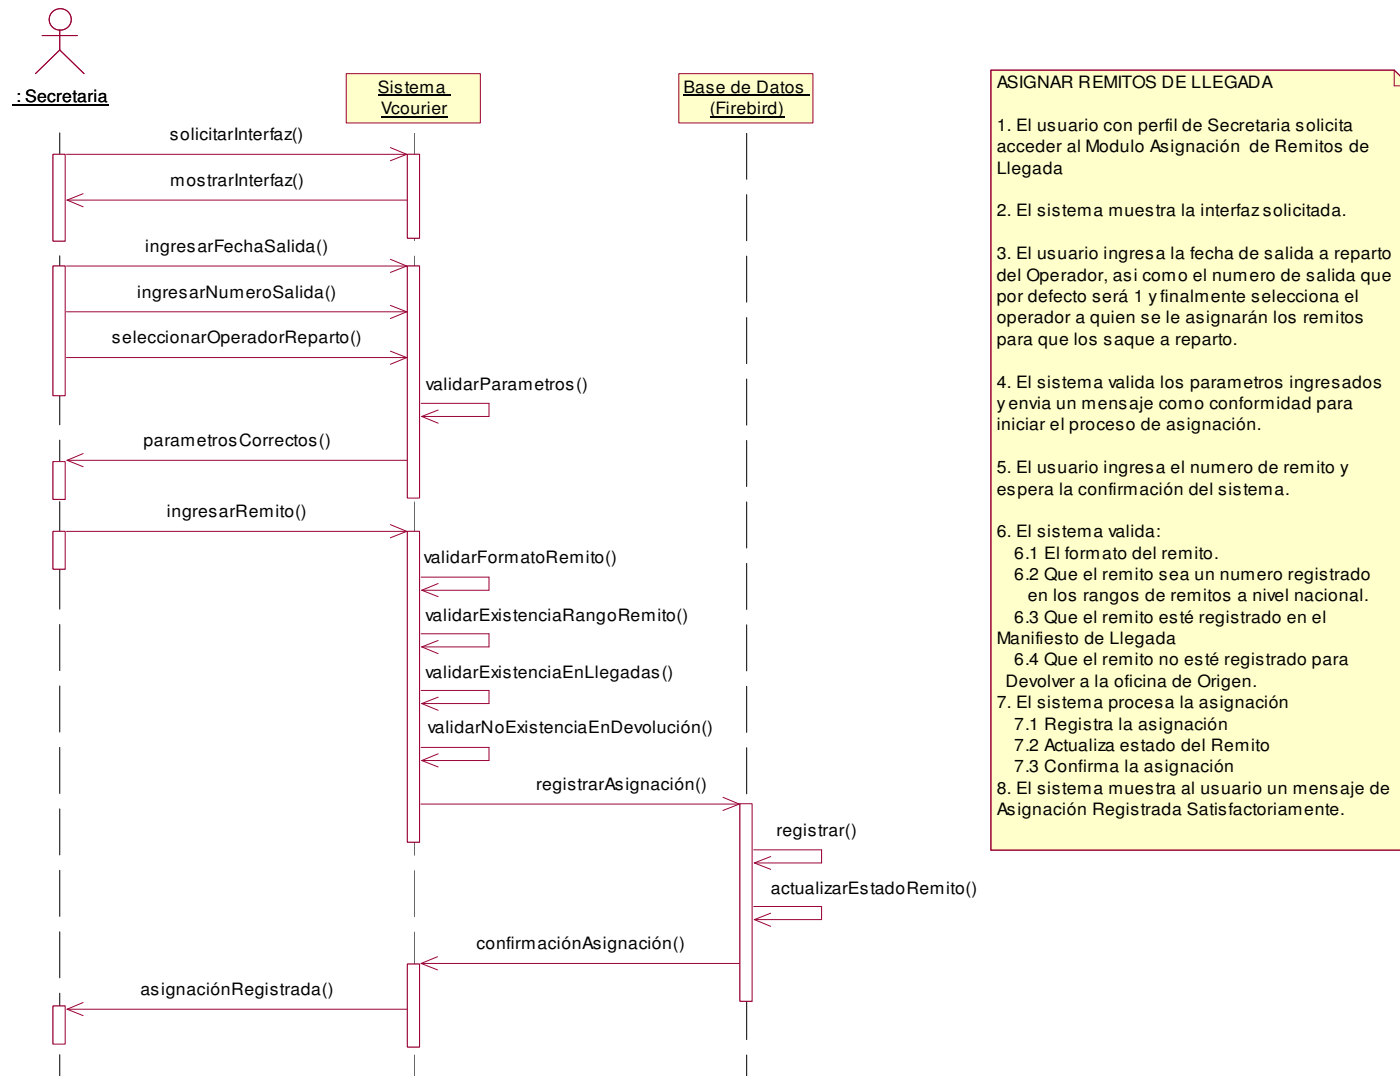 : Secretaria
Sistema
Vcourier
Base de Datos
(Firebird)
solicitarInterfaz()
mostrarInterfaz()
ingresarFechaSalida()
ingresarNumeroSalida()
seleccionarOperadorReparto()
validarParametros()
parametrosCorrectos()
ingresarRemito()
validarFormatoRemito()
validarExistenciaRangoRemito()
validarExistenciaEnLlegadas()
validarNoExistenciaEnDevolución()
registrarAsignación()
registrar()
actualizarEstadoRemito()
confirmaciónAsignación()
asignaciónRegistrada()
ASIGNAR REMITOS DE LLEGADA
1. El usuario con perfil de Secretaria solicita
acceder al Modulo Asignación de Remitos de
Llegada
2. El sistema muestra la interfaz solicitada.
3. El usuario ingresa la fecha de salida a reparto
del Operador, asi como el numero de salida que
por defecto será 1 y finalmente selecciona el
operador a quien se le asignarán los remitos
para que los saque a reparto.
4. El sistema valida los parametros ingresados
y envia un mensaje como conformidad para
iniciar el proceso de asignación.
5. El usuario ingresa el numero de remito y
espera la confirmación del sistema.
6. El sistema valida:
6.1 El formato del remito.
6.2 Que el remito sea un numero registrado
en los rangos de remitos a nivel nacional.
6.3 Que el remito esté registrado en el
Manifiesto de Llegada
6.4 Que el remito no esté registrado para
Devolver a la oficina de Origen.
7. El sistema procesa la asignación
7.1 Registra la asignación
7.2 Actualiza estado del Remito
7.3 Confirma la asignación
8. El sistema muestra al usuario un mensaje de
Asignación Registrada Satisfactoriamente.